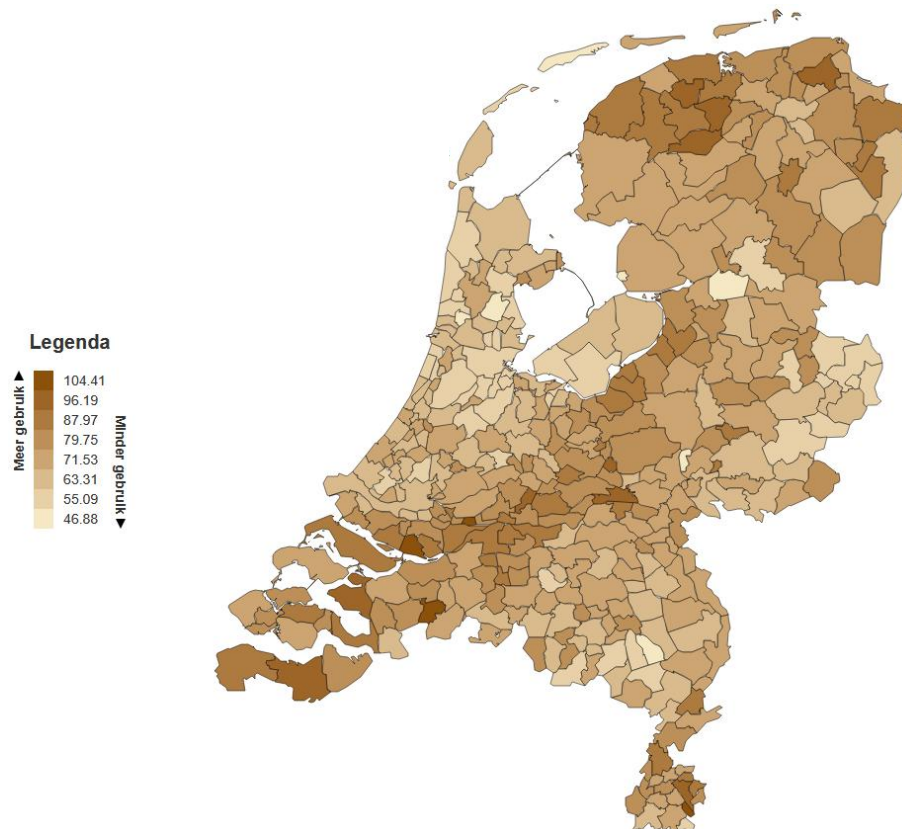 Legenda
Meer gebruik ▶
104.41
96.19
87.97
79.75
71.53
63.31
55.09
46.88
◀ Minder gebruik